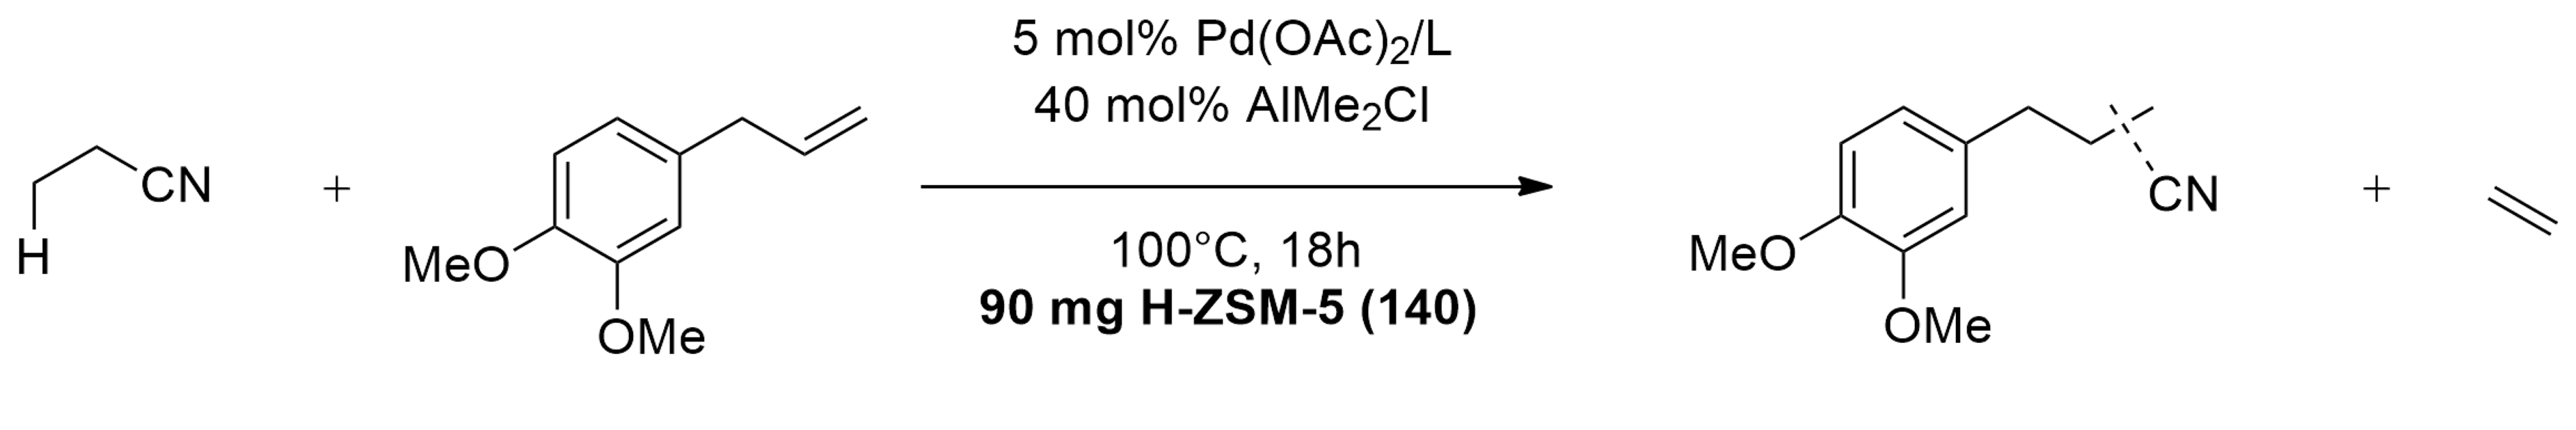 5 mol% Pd(OAc)₂/L
40 mol% AlMe₂Cl
CN
H
+
MeO
OMe
100°C, 18h
90 mg H-ZSM-5 (140)
CN
MeO
OMe
+